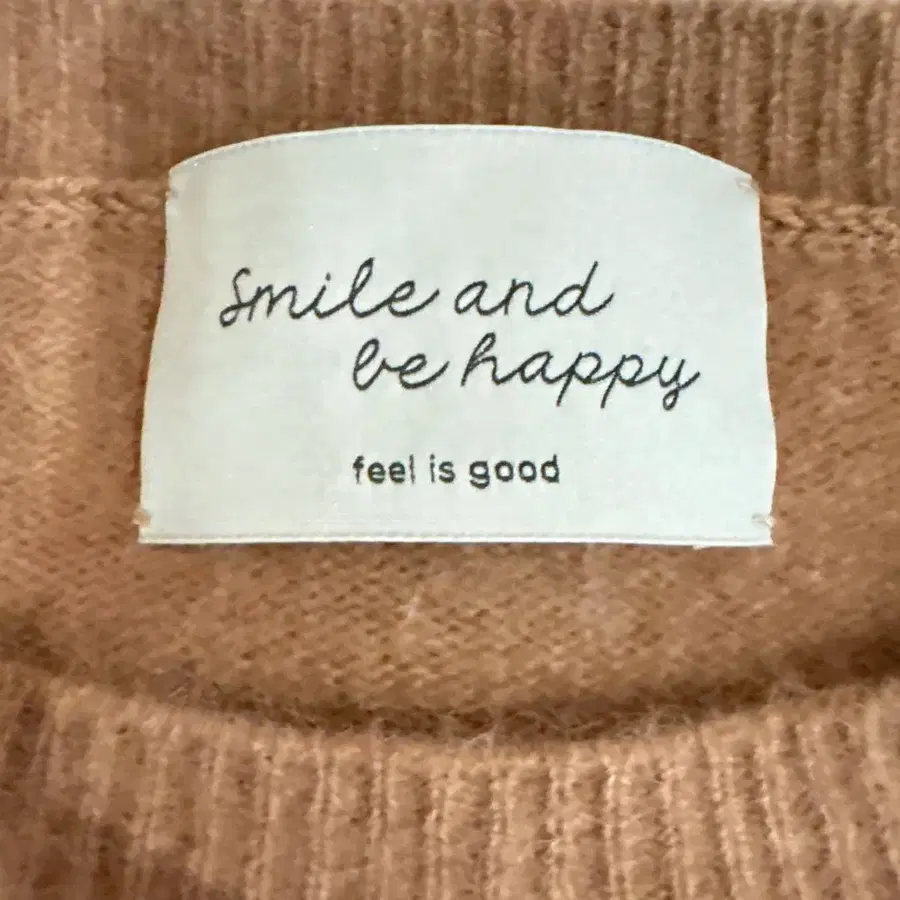 Smile and
be happy
feel is good